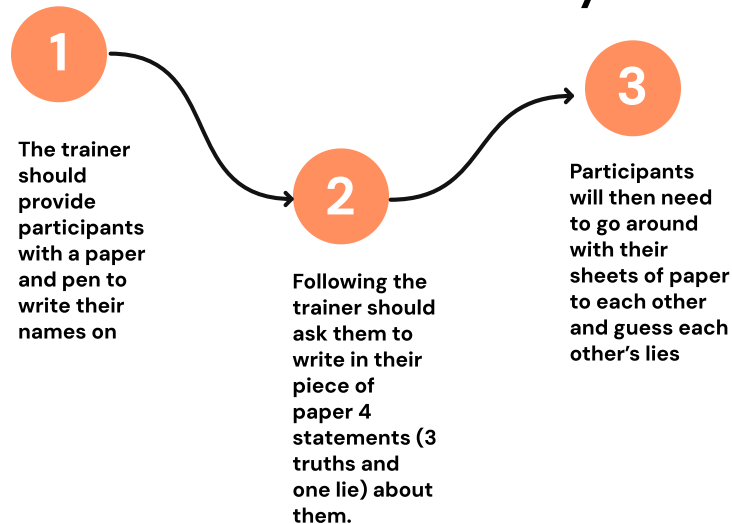 1
The trainer
should
provide
participants
with a paper
and pen to
write their
names on
2
Following the
trainer should
ask them to
write in their
piece of
paper 4
statements (3
truths and
one lie) about
them.
3
Participants
will then need
to go around
with their
sheets of paper
to each other
and guess each
other’s lies